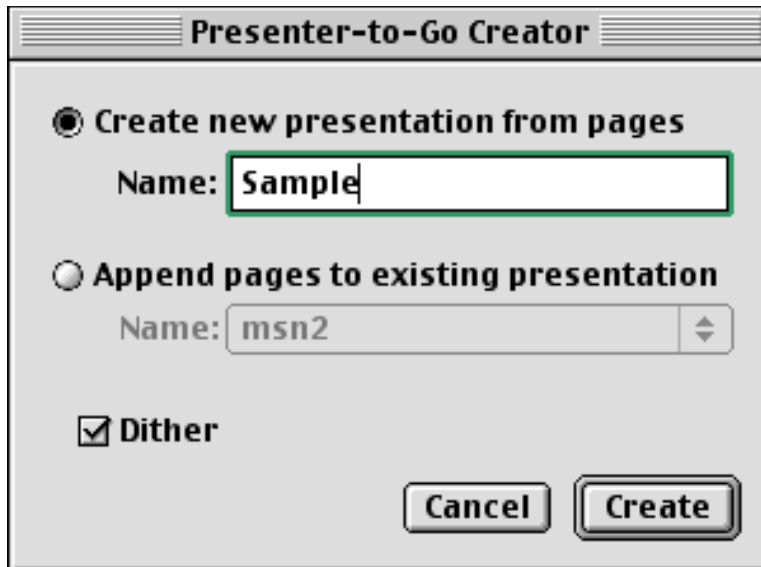 Presenter-to-Go Creator
Create new presentation from pages
Name: Sample
Append pages to existing presentation
Name: msn2
Dither
Cancel Create